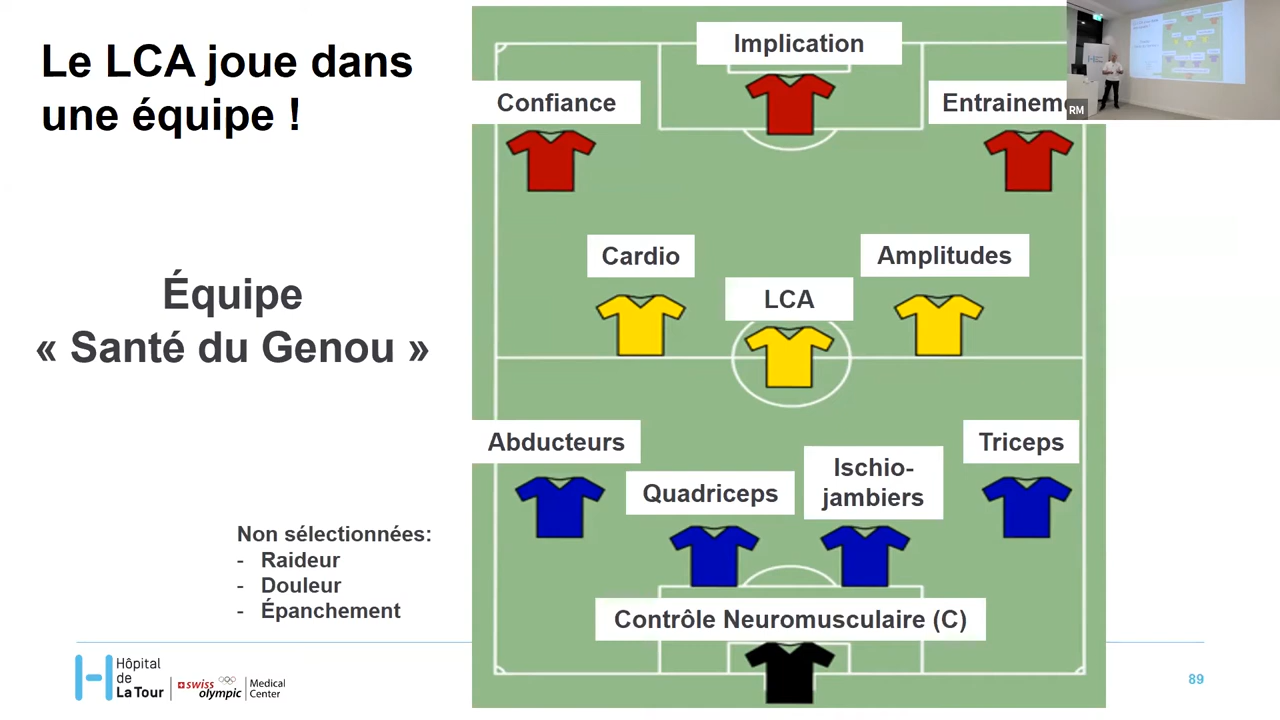 Le LCA joue dans
une équipe !
Équipe
« Santé du Genou »
Non sélectionnées:
- Raideur
- Douleur
- Épanchement
Implication
Confiance
RM
Cardio
Amplitudes
LCA
Abducteurs
Triceps
Quadriceps
Ischio-
jambiers
Contrôle Neuromusculaire (C)
Hôpital
de
La Tour
swiss
olympic
Medical
Center
89